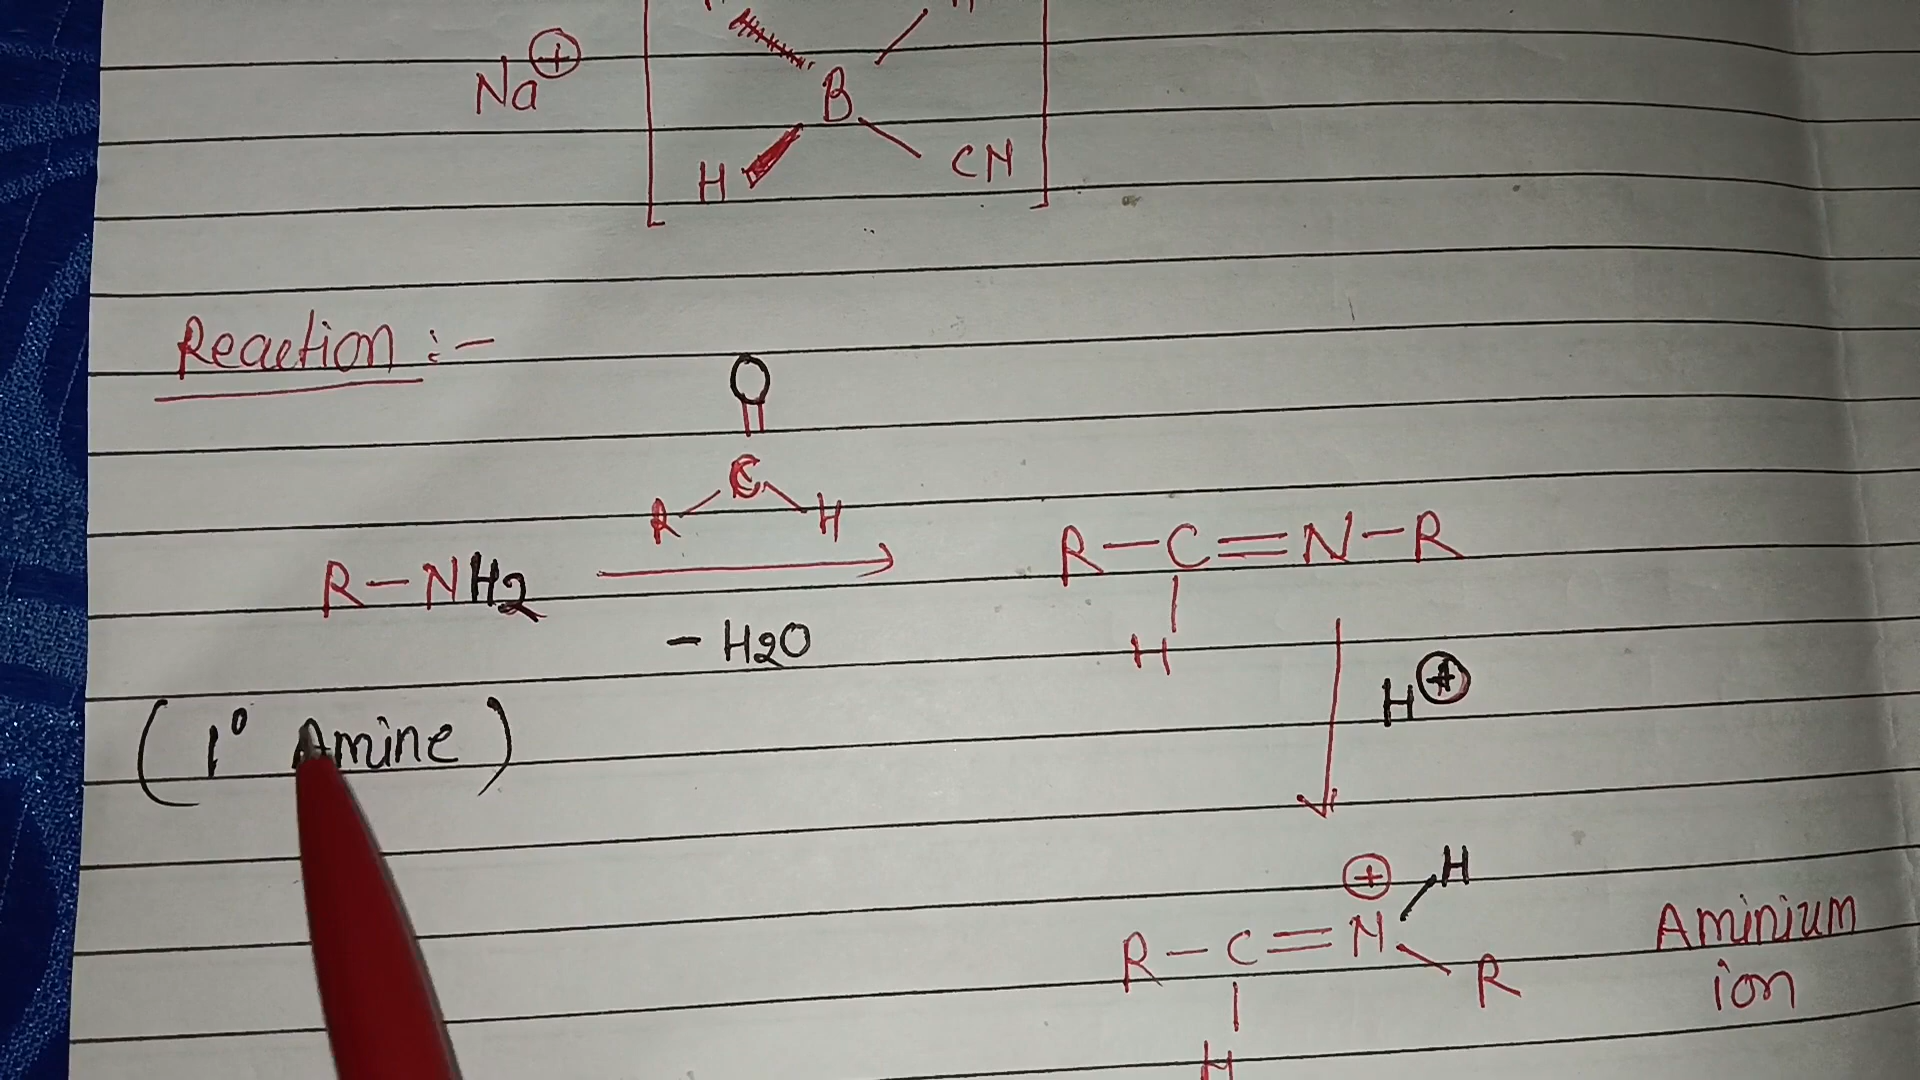 Na⊕
B
H
CN
Reaction :-
O
C
R
H
R-NH2
R-C=N-R
H
- H2O
H⊕
(1° Amine)
⊕
H
R-C=N
R
H
Aminium
ion